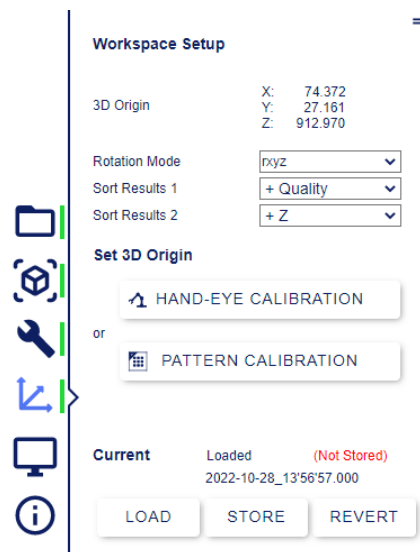 Workspace Setup
X: 74.372
3D Origin Y: 27.161
Z: 912.970
Rotation Mode rxyz
Sort Results 1 + Quality
Sort Results 2 + Z
Set 3D Origin
HAND-EYE CALIBRATION
or
PATTERN CALIBRATION
Current Loaded (Not Stored)
2022-10-28_13'56'57.000
LOAD STORE REVERT